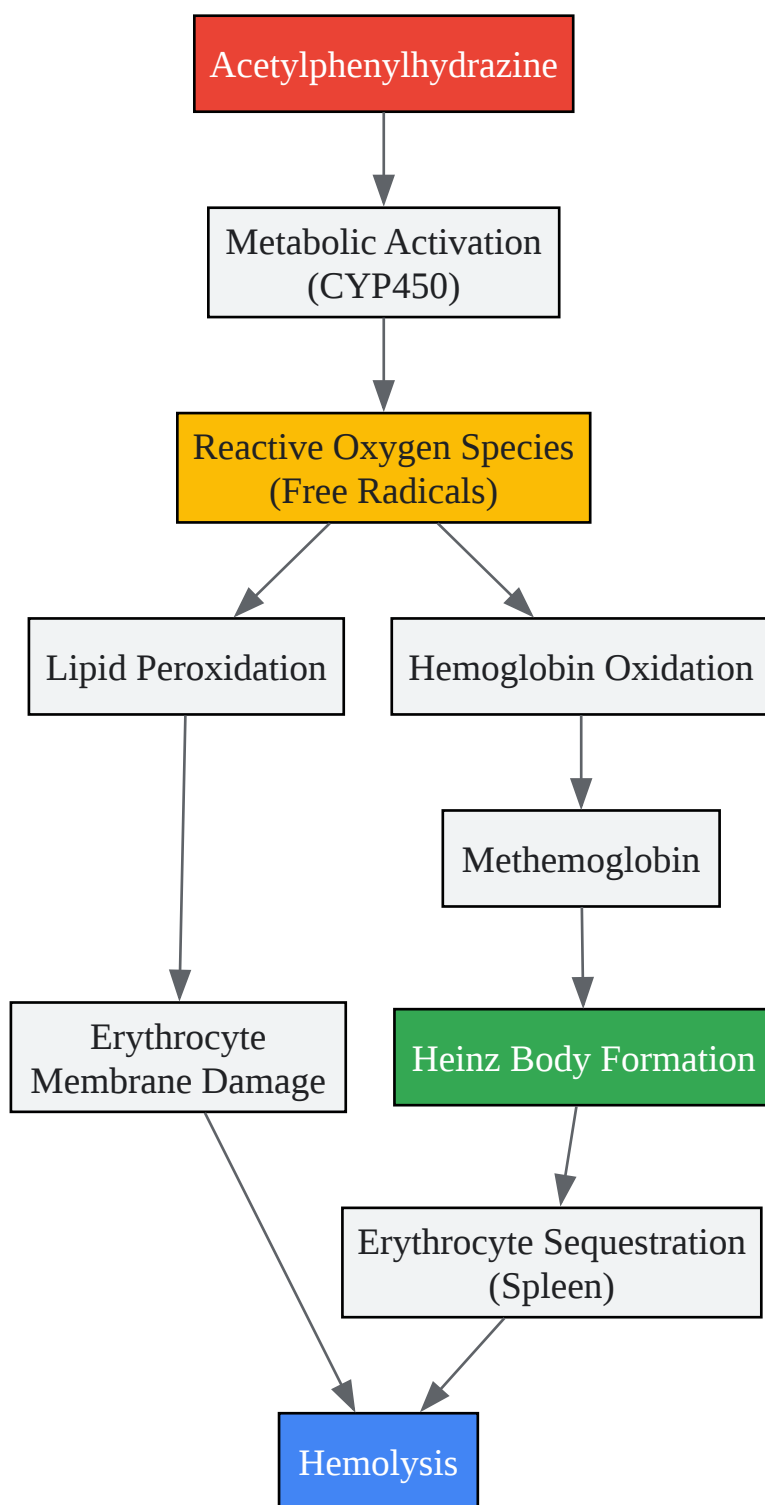 Acetylphenylhydrazine
Metabolic Activation
(CYP450)
Reactive Oxygen Species
(Free Radicals)
Lipid Peroxidation
Hemoglobin Oxidation
Methemoglobin
Erythrocyte
Membrane Damage
Heinz Body Formation
Erythrocyte Sequestration
(Spleen)
Hemolysis